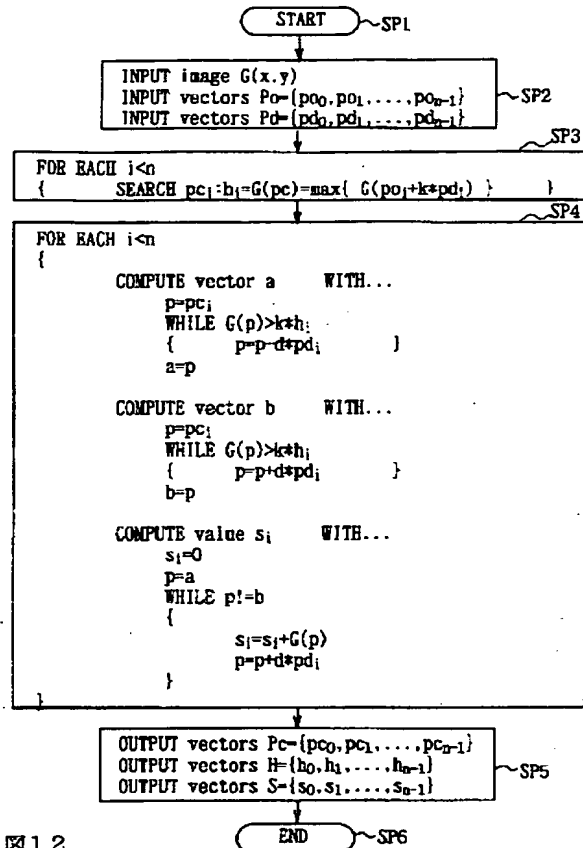 START SP1
INPUT image G(x.y)
INPUT vectors Po={po0,po1,....,pon-1}
INPUT vectors Pd={pd0,pd1,....,pdn-1}
SP2
SP3
FOR EACH i<n
{ SEARCH pci:hi=G(pc)=max{ G(poi+k*pdi) } }
SP4
FOR EACH i<n
{
COMPUTE vector a WITH...
p=pci
WHILE G(p)>k*hi
{ p=p-d*pdi }
a=p
COMPUTE vector b WITH...
p=pci
WHILE G(p)>k*hi
{ p=p+d*pdi }
b=p
COMPUTE value si WITH...
si=0
p=a
WHILE p!=b
{
si=si+G(p)
p=p+d*pdi
}
}
OUTPUT vectors Pc={pc0,pc1,....,pcn-1}
OUTPUT vectors H={h0,h1,....,hn-1}
OUTPUT vectors S={s0,s1,....,sn-1}
SP5
END SP6
図12